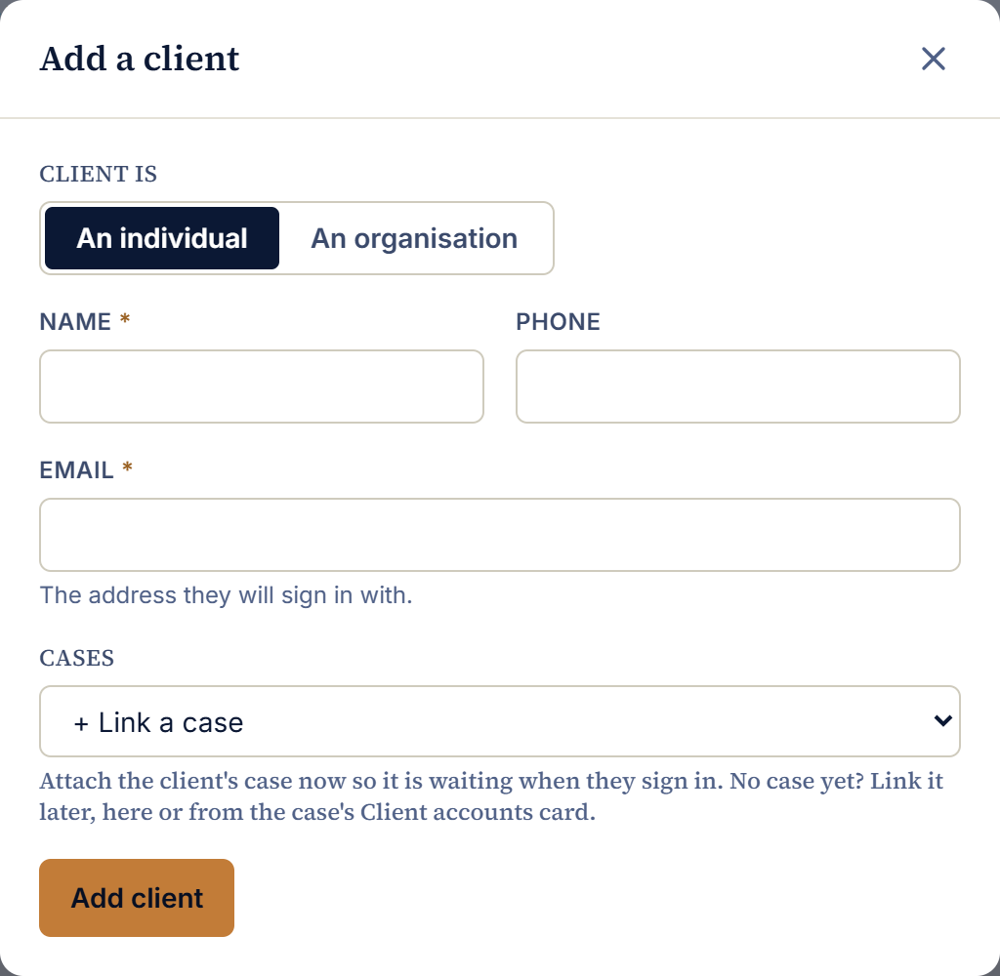 Add a client
CLIENT IS
An individual An organisation
NAME * PHONE
EMAIL *
The address they will sign in with.
CASES
+ Link a case
Attach the client's case now so it is waiting when they sign in. No case yet? Link it
later, here or from the case's Client accounts card.
Add client